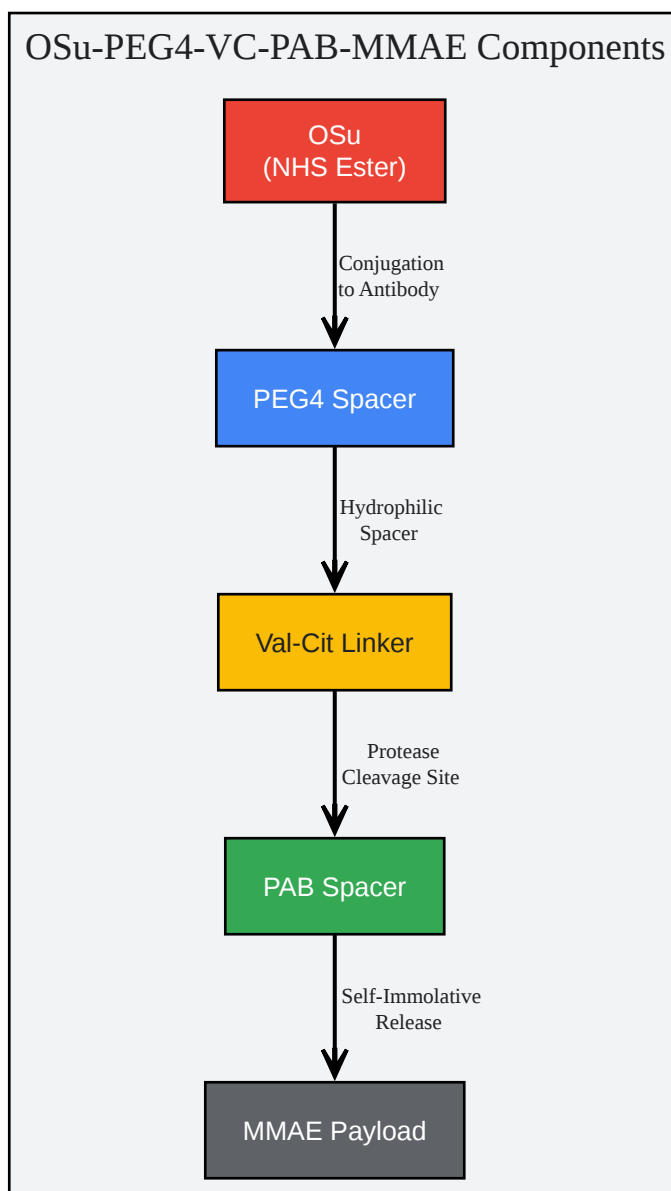 OSu-PEG4-VC-PAB-MMAE Components
OSu
(NHS Ester)
Conjugation
to Antibody
PEG4 Spacer
Hydrophilic
Spacer
Val-Cit Linker
Protease
Cleavage Site
PAB Spacer
Self-Immolative
Release
MMAE Payload